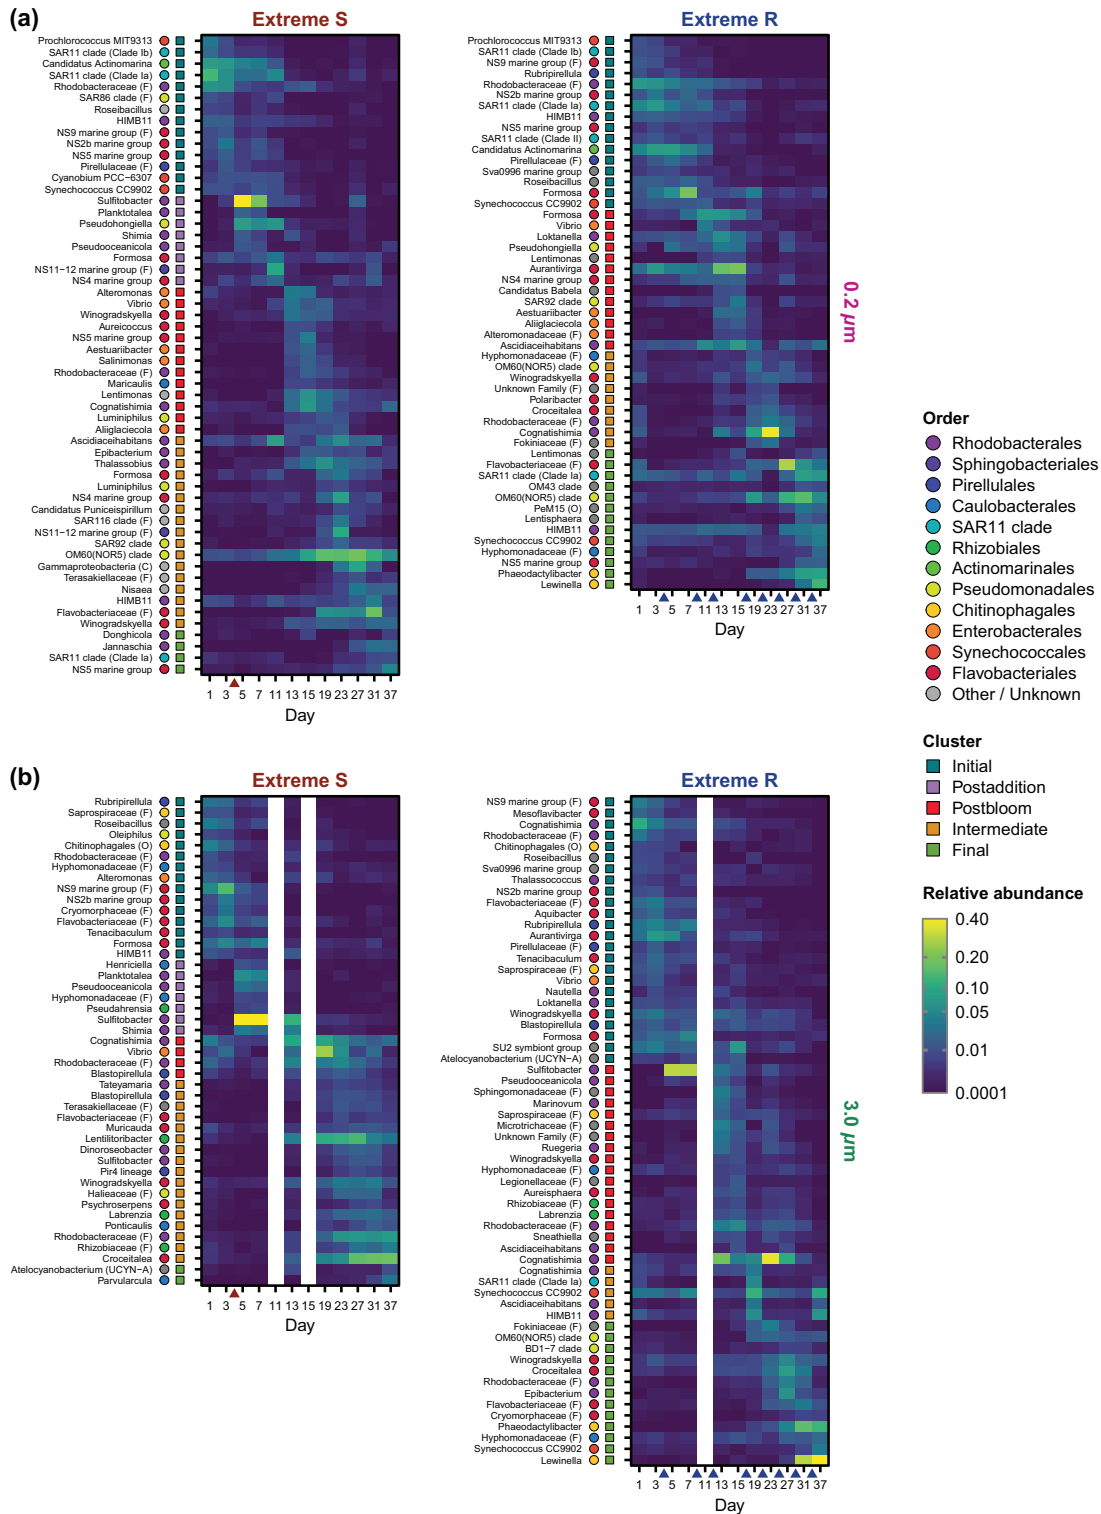 (a)
Extreme S
Prochlorococcus MIT9313
SAR11 clade (Clade Ib)
Candidatus Actinomarina
SAR11 clade (Clade Ia)
Rhodobacteraceae (F)
SAR86 clade (F)
Roseibacillus
HIMB11
NS9 marine group (F)
NS2b marine group
NS5 marine group
Pirellulaceae (F)
Cyanobium PCC−6307
Synechococcus CC9902
Sulfitobacter
Planktotalea
Pseudohongiella
Shimia
Pseudooceanicola
Formosa
NS11−12 marine group (F)
NS4 marine group
Alteromonas
Vibrio
Winogradskyella
Aureicoccus
NS5 marine group
Aestuariibacter
Salinimonas
Rhodobacteraceae (F)
Maricaulis
Lentimonas
Cognatishimia
Luminiphilus
Aliiglaciecola
Ascidiaceihabitans
Epibacterium
Thalassobius
Formosa
Luminiphilus
NS4 marine group
Candidatus Puniceispirillum
SAR116 clade (F)
NS11−12 marine group (F)
SAR92 clade
OM60(NOR5) clade
Gammaproteobacteria (C)
Terasakiellaceae (F)
Nisaea
HIMB11
Flavobacteriaceae (F)
Winogradskyella
Donghicola
Jannaschia
SAR11 clade (Clade Ia)
NS5 marine group
1 3 5 7 11 13 15 19 23 27 31 37
Day
Extreme R
Prochlorococcus MIT9313
SAR11 clade (Clade Ib)
NS9 marine group (F)
Rubripirellula
Rhodobacteraceae (F)
NS2b marine group
SAR11 clade (Clade Ia)
HIMB11
NS5 marine group
SAR11 clade (Clade II)
Candidatus Actinomarina
Pirellulaceae (F)
Sva0996 marine group
Roseibacillus
Formosa
Synechococcus CC9902
Formosa
Vibrio
Loktanella
Pseudohongiella
Lentimonas
Aurantivirga
NS4 marine group
Candidatus Babela
SAR92 clade
Aestuariibacter
Aliiglaciecola
Alteromonadaceae (F)
Ascidiaceihabitans
Hyphomonadaceae (F)
OM60(NOR5) clade
Winogradskyella
Unknown Family (F)
Polaribacter
Croceitalea
Rhodobacteraceae (F)
Cognatishimia
Fokiniaceae (F)
Lentimonas
Flavobacteriaceae (F)
SAR11 clade (Clade Ia)
OM43 clade
OM60(NOR5) clade
PeM15 (O)
Lentisphaera
HIMB11
Synechococcus CC9902
Hyphomonadaceae (F)
NS5 marine group
Phaeodactylibacter
Lewinella
1 3 5 7 11 13 15 19 23 27 31 37
Day
0.2 µm
Order
Rhodobacterales
Sphingobacteriales
Pirellulales
Caulobacterales
SAR11 clade
Rhizobiales
Actinomarinales
Pseudomonadales
Chitinophagales
Enterobacterales
Synechococcales
Flavobacteriales
Other / Unknown
Cluster
Initial
Postaddition
Postbloom
Intermediate
Final
Relative abundance
0.40
0.20
0.10
0.05
0.01
0.0001
(b)
Extreme S
Rubripirellula
Saprospiraceae (F)
Roseibacillus
Oleiphilus
Chitinophagales (O)
Rhodobacteraceae (F)
Hyphomonadaceae (F)
Alteromonas
NS9 marine group (F)
NS2b marine group
Cryomorphaceae (F)
Flavobacteriaceae (F)
Tenacibaculum
Formosa
HIMB11
Henriciella
Planktotalea
Pseudooceanicola
Hyphomonadaceae (F)
Pseudahrensia
Sulfitobacter
Shimia
Cognatishimia
Vibrio
Rhodobacteraceae (F)
Blastopirellula
Tateyamaria
Blastopirellula
Terasakiellaceae (F)
Flavobacteriaceae (F)
Muricauda
Lentilitoribacter
Dinoroseobacter
Sulfitobacter
Pir4 lineage
Winogradskyella
Halieaceae (F)
Psychroserpens
Labrenzia
Ponticaulis
Rhodobacteraceae (F)
Rhizobiaceae (F)
Croceitalea
Atelocyanobacterium (UCYN−A)
Parvularcula
1 3 5 7 11 13 15 19 23 27 31 37
Day
Extreme R
NS9 marine group (F)
Mesoflavibacter
Cognatishimia
Rhodobacteraceae (F)
Chitinophagales (O)
Roseibacillus
Sva0996 marine group
Thalassococcus
NS2b marine group
Flavobacteriaceae (F)
Aquibacter
Rubripirellula
Aurantivirga
Pirellulaceae (F)
Tenacibaculum
Saprospiraceae (F)
Vibrio
Nautella
Loktanella
Winogradskyella
Blastopirellula
Formosa
SU2 symbiont group
Atelocyanobacterium (UCYN−A)
Sulfitobacter
Pseudooceanicola
Sphingomonadaceae (F)
Marinovum
Saprospiraceae (F)
Microtrichaceae (F)
Unknown Family (F)
Ruegeria
Winogradskyella
Hyphomonadaceae (F)
Legionellaceae (F)
Aureisphaera
Rhizobiaceae (F)
Labrenzia
Rhodobacteraceae (F)
Sneathiella
Ascidiaceihabitans
Cognatishimia
Cognatishimia
SAR11 clade (Clade Ia)
Synechococcus CC9902
Ascidiaceihabitans
HIMB11
Fokiniaceae (F)
OM60(NOR5) clade
BD1−7 clade
Winogradskyella
Croceitalea
Rhodobacteraceae (F)
Epibacterium
Flavobacteriaceae (F)
Cryomorphaceae (F)
Phaeodactylibacter
Hyphomonadaceae (F)
Synechococcus CC9902
Lewinella
1 3 5 7 11 13 15 19 23 27 31 37
Day
3.0 µm